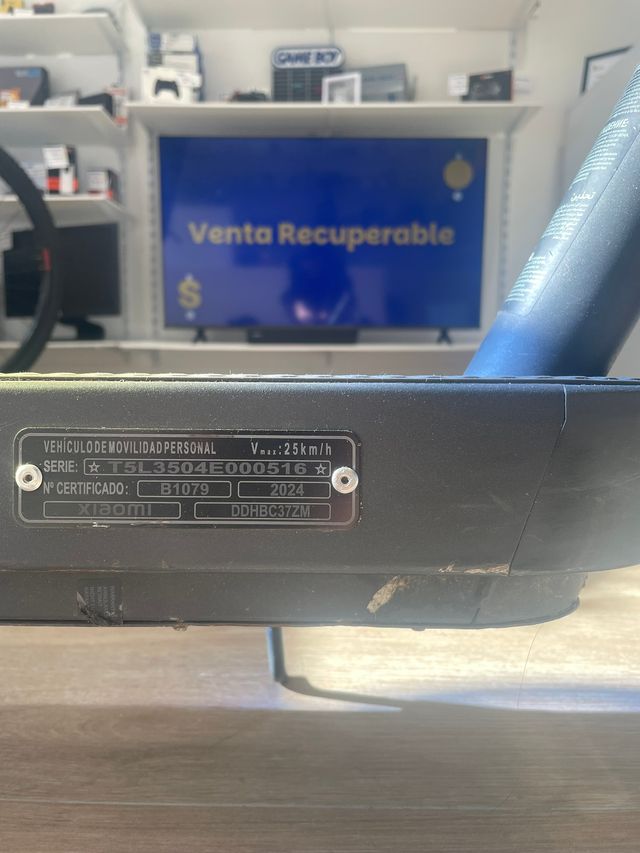 GAME BOY
Venta Recuperable
$
VEHÍCULO DE MOVILIDAD PERSONAL Vmax:25km/h
SERIE: ☆ T5L3504E000516 ☆
Nº CERTIFICADO: B1079 2024
xiaomi DDHBC37ZM